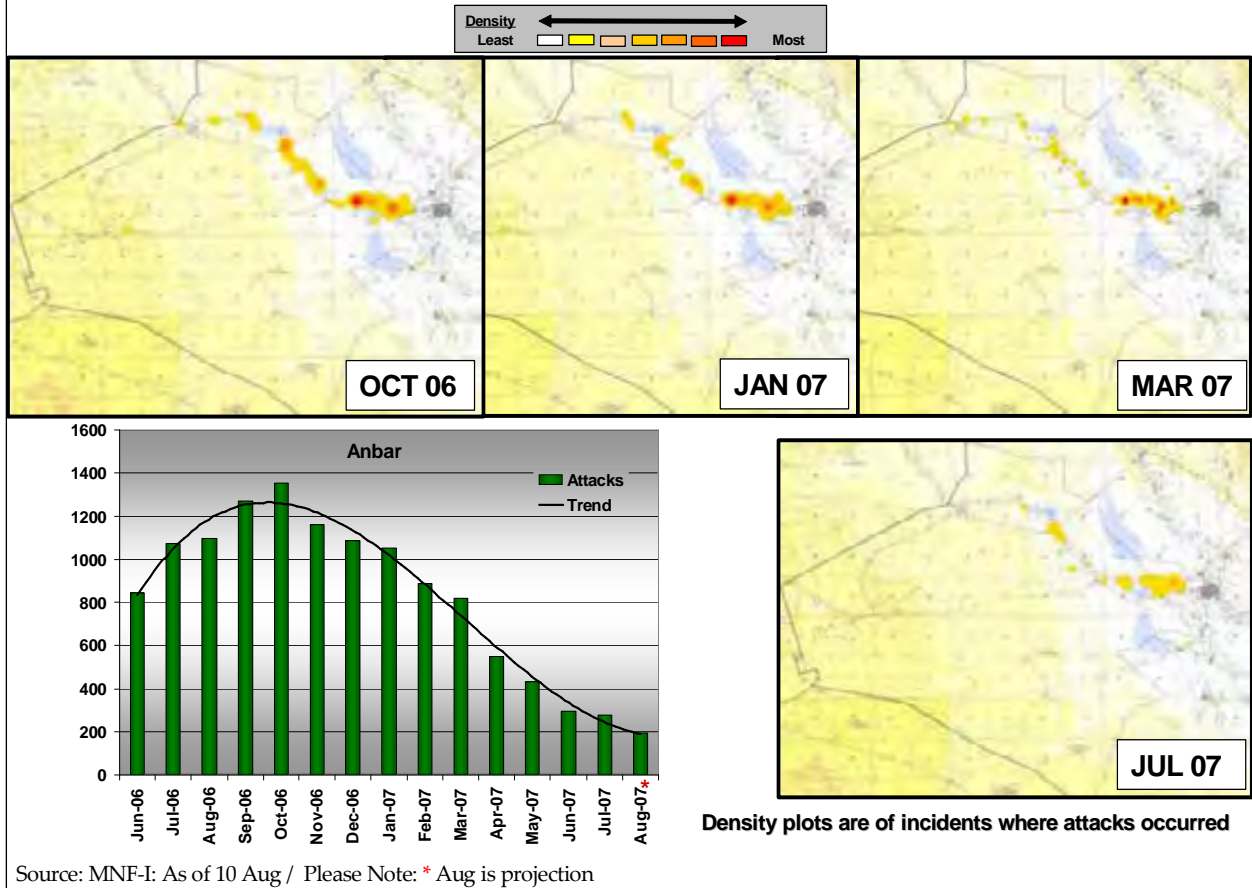 Density
Least Most
OCT 06
JAN 07
MAR 07
Anbar
Attacks
Trend
1600
1400
1200
1000
800
600
400
200
0
Jun-06
Jul-06
Aug-06
Sep-06
Oct-06
Nov-06
Dec-06
Jan-07
Feb-07
Mar-07
Apr-07
May-07
Jun-07
Jul-07
Aug-07*
JUL 07
Density plots are of incidents where attacks occurred
Source: MNF-I: As of 10 Aug / Please Note: * Aug is projection